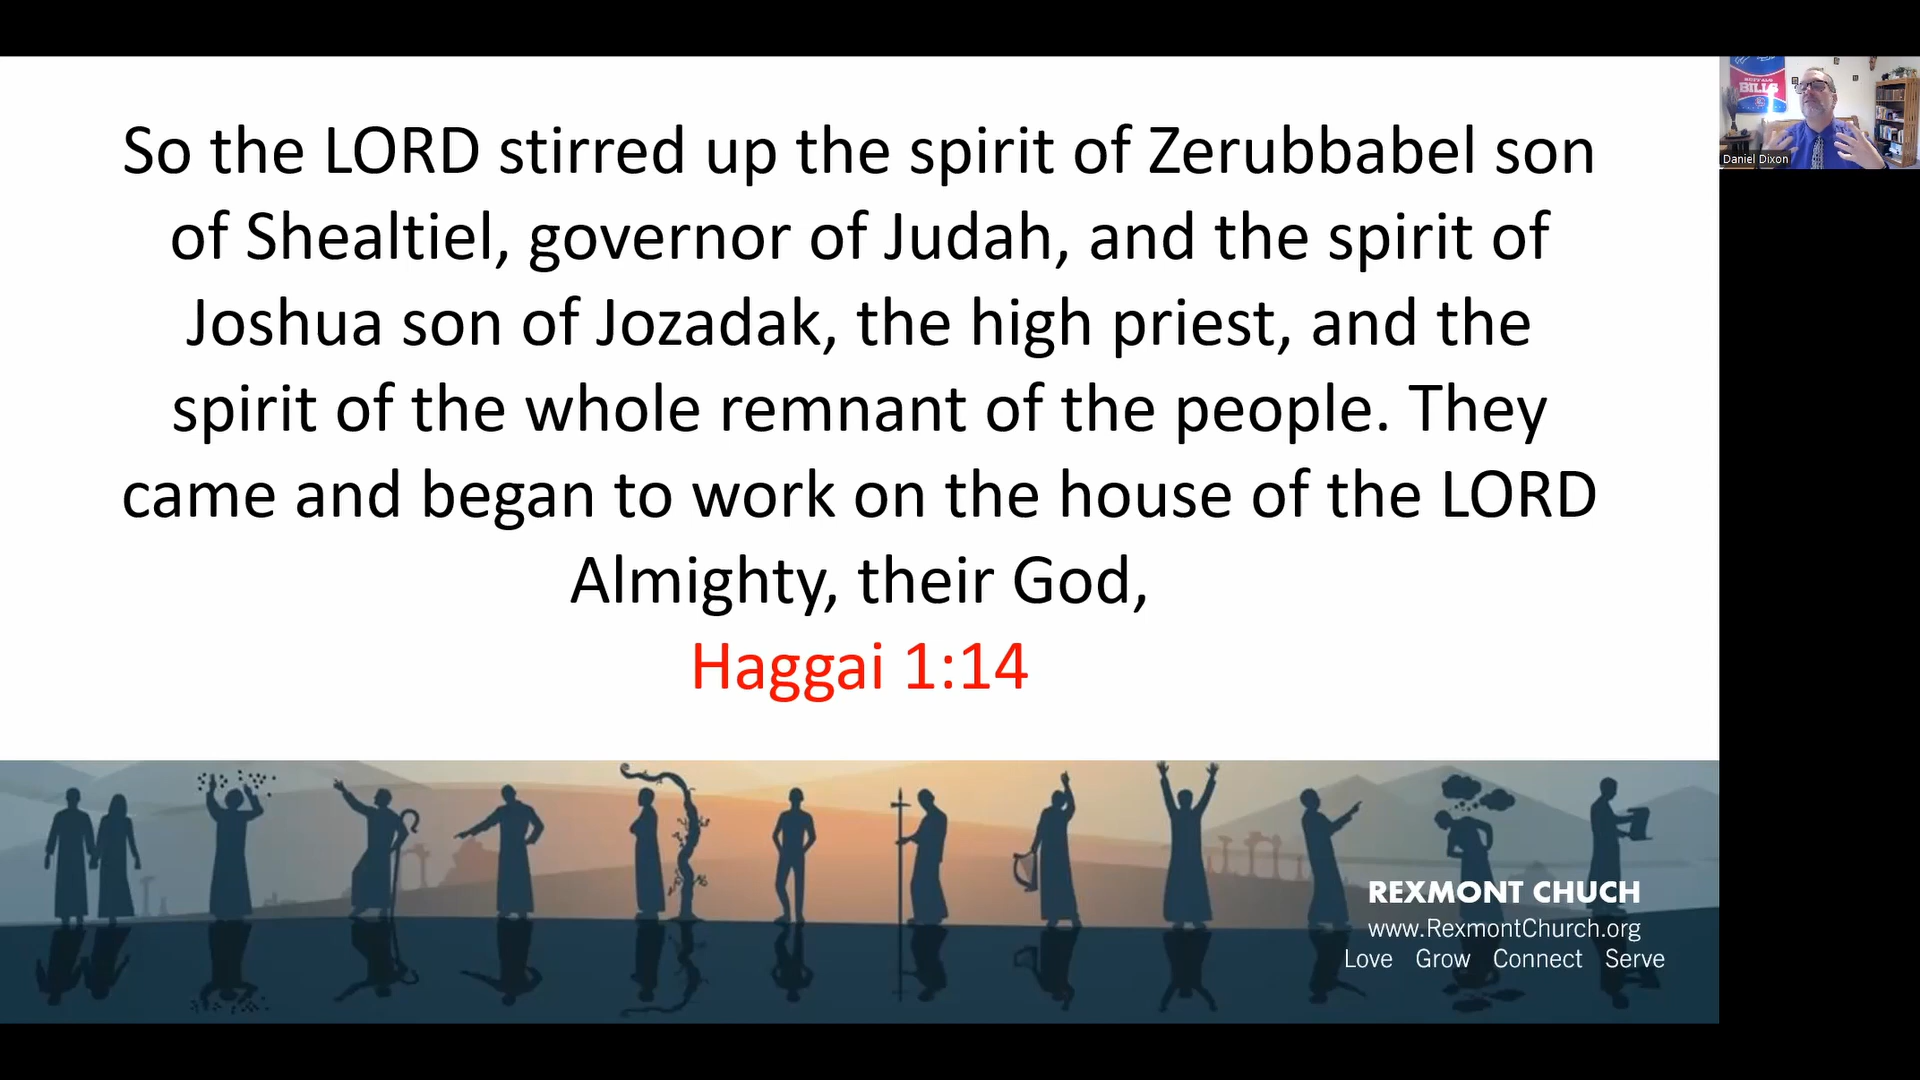 So the LORD stirred up the spirit of Zerubbabel son
of Shealtiel, governor of Judah, and the spirit of
Joshua son of Jozadak, the high priest, and the
spirit of the whole remnant of the people. They
came and began to work on the house of the LORD
Almighty, their God,
Haggai 1:14
REXMONT CHUCH
www.RexmontChurch.org
Love Grow Connect Serve
BILLS
Daniel Dixon